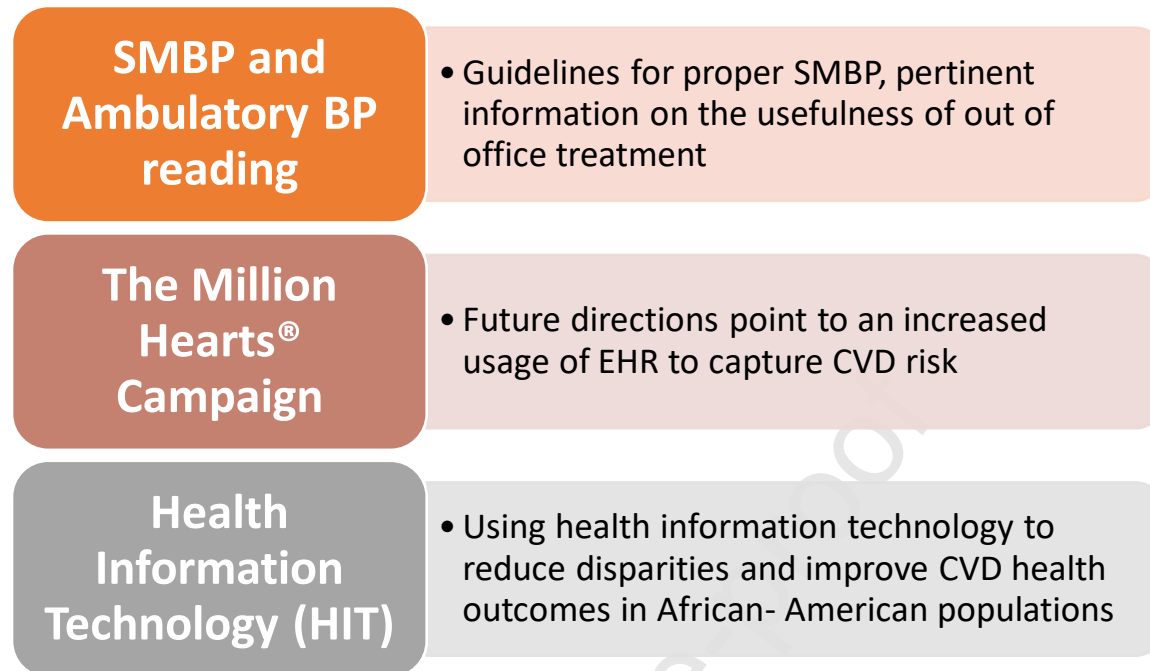 SMBP and
Ambulatory BP
reading
• Guidelines for proper SMBP, pertinent
information on the usefulness of out of
office treatment
The Million
Hearts®
Campaign
• Future directions point to an increased
usage of EHR to capture CVD risk
Health
Information
Technology (HIT)
• Using health information technology to
reduce disparities and improve CVD health
outcomes in African- American populations